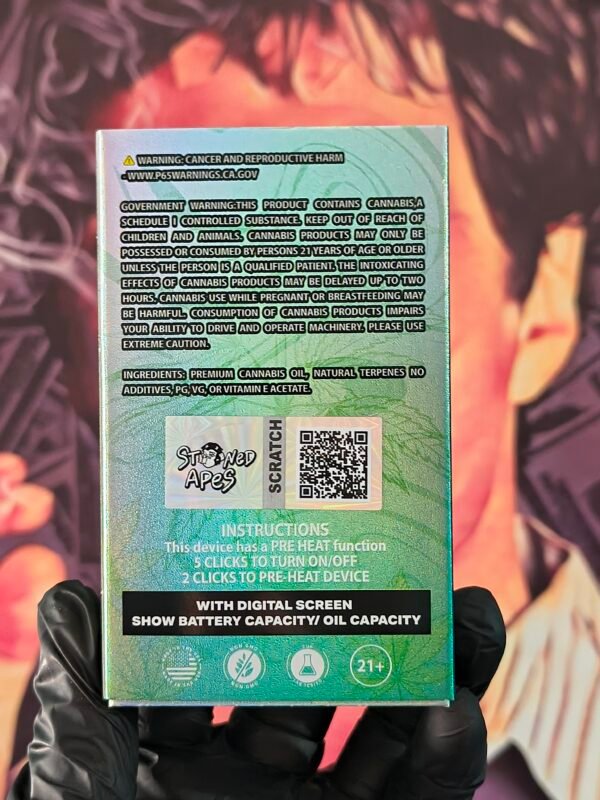 ⚠ WARNING: CANCER AND REPRODUCTIVE HARM
- WWW.P65WARNINGS.CA.GOV
GOVERNMENT WARNING:THIS PRODUCT CONTAINS CANNABIS,A
SCHEDULE I CONTROLLED SUBSTANCE. KEEP OUT OF REACH OF
CHILDREN AND ANIMALS. CANNABIS PRODUCTS MAY ONLY BE
POSSESSED OR CONSUMED BY PERSONS 21 YEARS OF AGE OR OLDER
UNLESS THE PERSON IS A QUALIFIED PATIENT. THE INTOXICATING
EFFECTS OF CANNABIS PRODUCTS MAY BE DELAYED UP TO TWO
HOURS. CANNABIS USE WHILE PREGNANT OR BREASTFEEDING MAY
BE HARMFUL. CONSUMPTION OF CANNABIS PRODUCTS IMPAIRS
YOUR ABILITY TO DRIVE AND OPERATE MACHINERY. PLEASE USE
EXTREME CAUTION.
INGREDIENTS: PREMIUM CANNABIS OIL, NATURAL TERPENES NO
ADDITIVES, PG, VG, OR VITAMIN E ACETATE.
STONED
APES
SCRATCH
INSTRUCTIONS
This device has a PRE HEAT function
5 CLICKS TO TURN ON/OFF
2 CLICKS TO PRE-HEAT DEVICE
WITH DIGITAL SCREEN
SHOW BATTERY CAPACITY/ OIL CAPACITY
NON GMO
NON GMO
21+